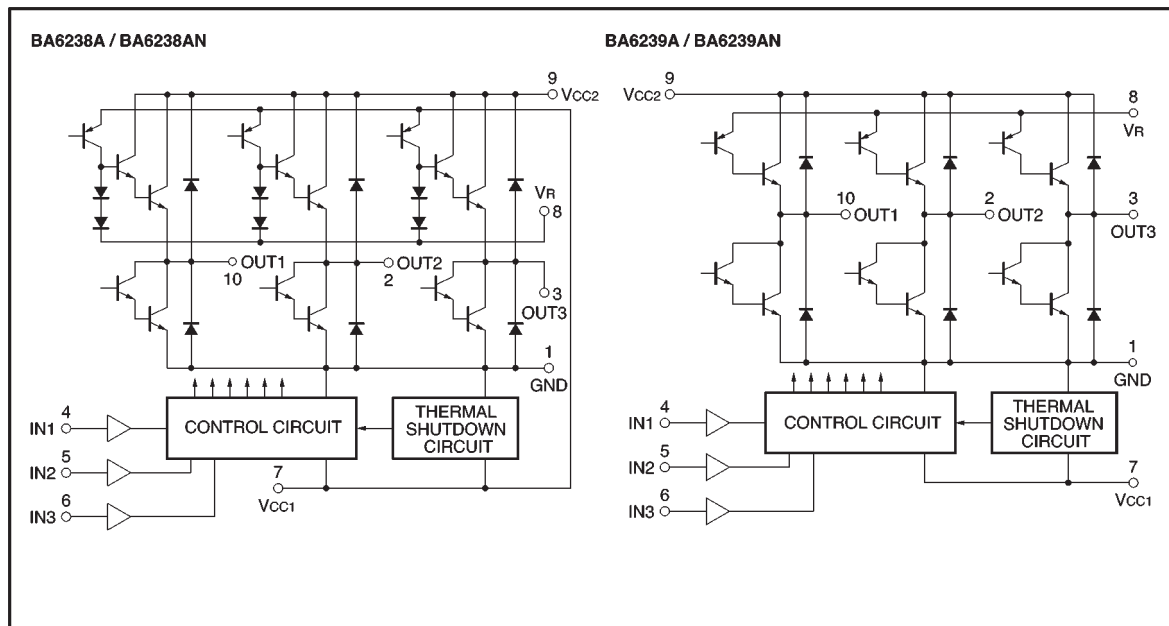 BA6238A / BA6238AN
9
VCC2
VR
8
OUT1
10
OUT2
2
3
OUT3
1
GND
4
IN1
CONTROL CIRCUIT
THERMAL
SHUTDOWN
CIRCUIT
5
IN2
7
VCC1
6
IN3
BA6239A / BA6239AN
9
VCC2
8
VR
10
OUT1
2
OUT2
3
OUT3
1
GND
4
IN1
CONTROL CIRCUIT
THERMAL
SHUTDOWN
CIRCUIT
5
IN2
7
VCC1
6
IN3